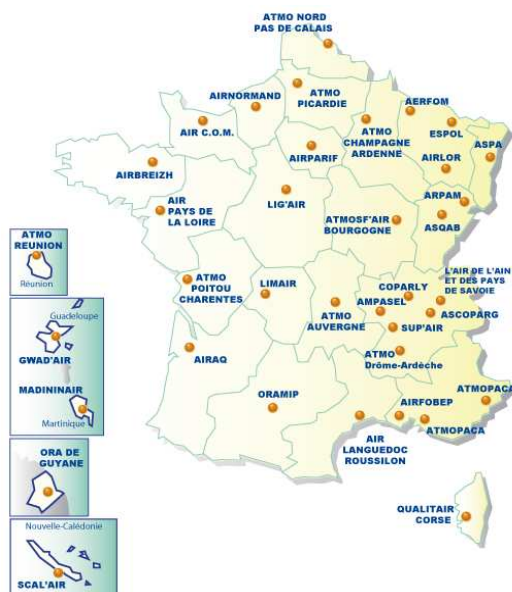 ATMO NORD
PAS DE CALAIS
AIRNORMAND
ATMO
PICARDIE
AERFOM
AIR C.O.M.
ATMO
CHAMPAGNE
ARDENNE
ESPOL
ASPA
AIRPARIF
AIRLOR
AIRBREIZH
AIR
PAYS DE
LA LOIRE
LIG'AIR
ARPAM
ATMOSF'AIR
BOURGOGNE
ASQAB
ATMO
REUNION
Réunion
ATMO
POITOU
CHARENTES
LIMAIR
ATMO
AUVERGNE
COPARLY
AMPASEL
L'AIR DE L'AIN
ET DES PAYS
DE SAVOIE
ASCOPARG
SUP'AIR
Guadeloupe
GWAD'AIR
AIRAQ
ATMO
Drôme-Ardèche
MADININAIR
Martinique
ORAMIP
AIRFOBEP
ATMOPACA
ATMOPACA
AIR
LANGUEDOC
ROUSSILON
ORA DE
GUYANE
QUALITAIR
CORSE
Nouvelle-Calédonie
SCAL'AIR